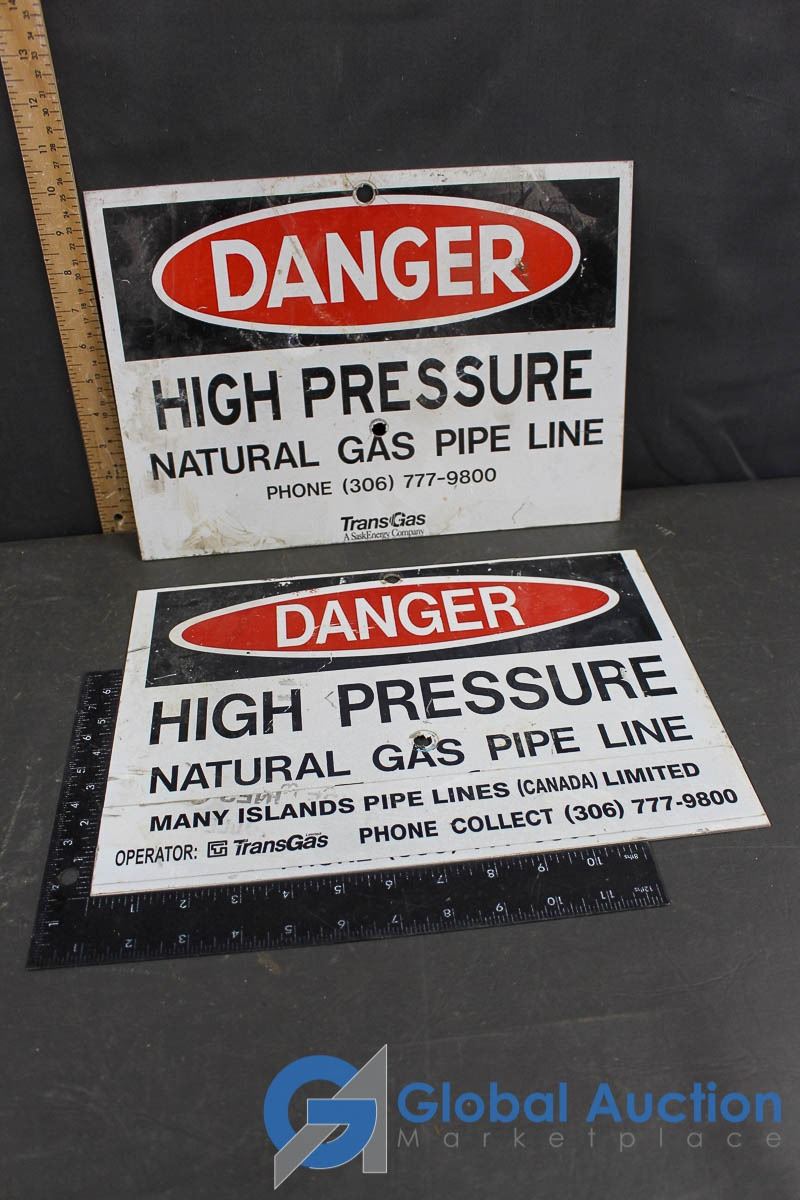 DANGER
HIGH PRESSURE
NATURAL GAS PIPE LINE
PHONE (306) 777-9800
TransGas
A SaskEnergy Company
DANGER
HIGH PRESSURE
NATURAL GAS PIPE LINE
MANY ISLANDS PIPE LINES (CANADA) LIMITED
OPERATOR: TransGas Limited PHONE COLLECT (306) 777-9800
Global Auction
Marketplace